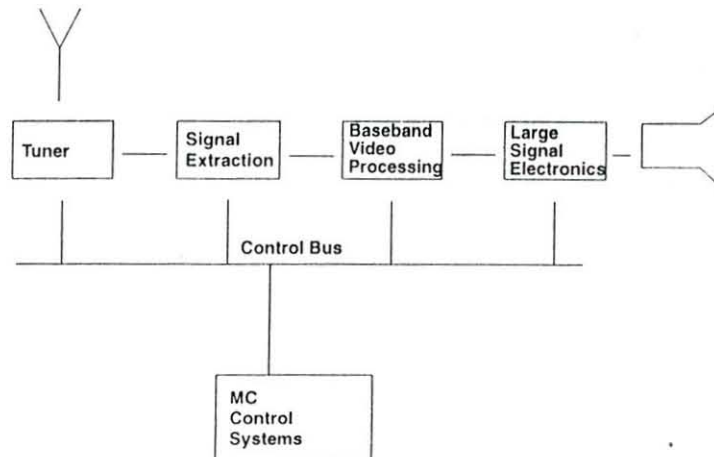 Tuner
Signal
Extraction
Baseband
Video
Processing
Large
Signal
Electronics
Control Bus
MC
Control
Systems